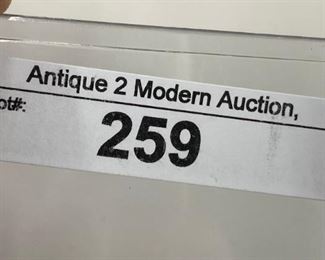 Antique 2 Modern Auction,
ot#:
259